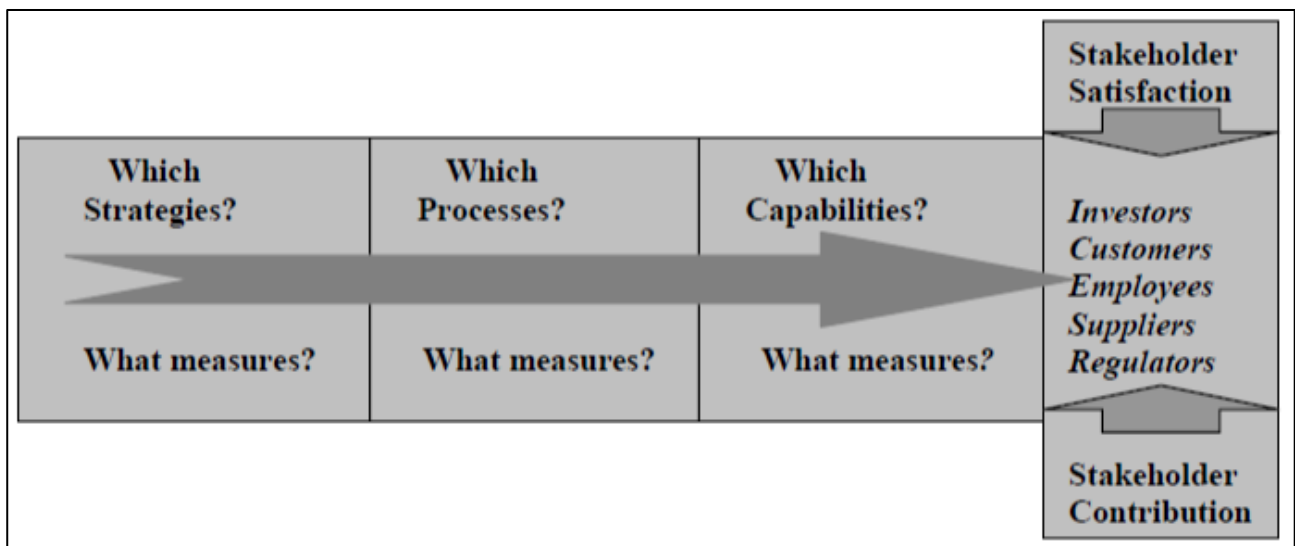 Stakeholder
Satisfaction
Which
Strategies?
Which
Processes?
Which
Capabilities?
Investors
Customers
Employees
Suppliers
Regulators
What measures?
What measures?
What measures?
Stakeholder
Contribution